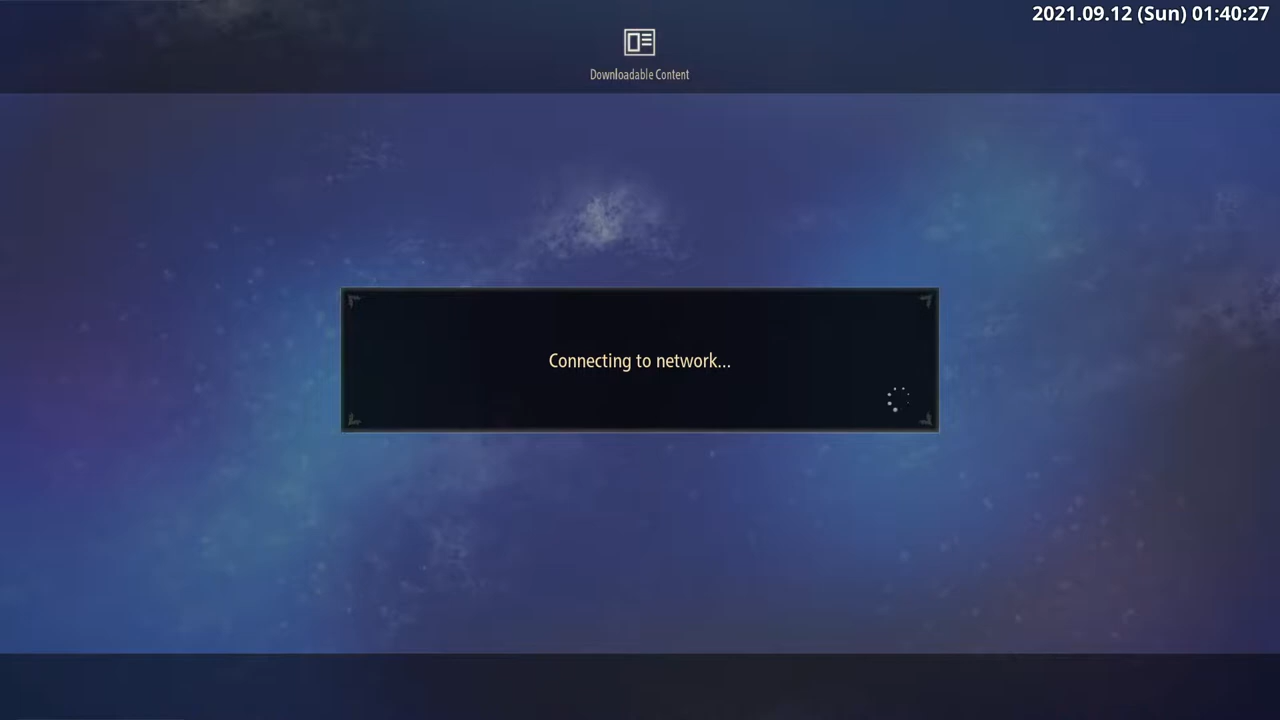 2021.09.12 (Sun) 01:40:27
Downloadable Content
Connecting to network...